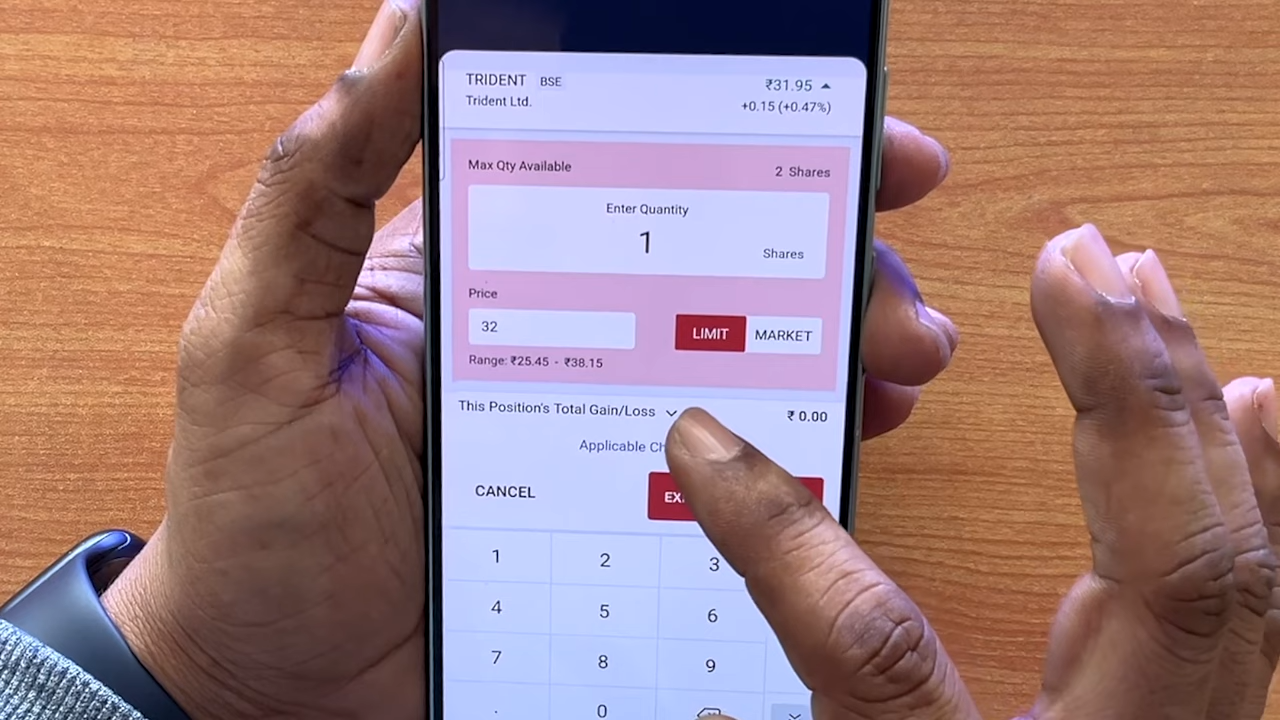 TRIDENT BSE ₹31.95
Trident Ltd. +0.15 (+0.47%)
Max Qty Available 2 Shares
Enter Quantity
1
Shares
Price
32
LIMIT MARKET
Range: ₹25.45 - ₹38.15
This Position's Total Gain/Loss ₹ 0.00
Applicable
CANCEL
1 2 3
4 5 6
7 8 9
. 0